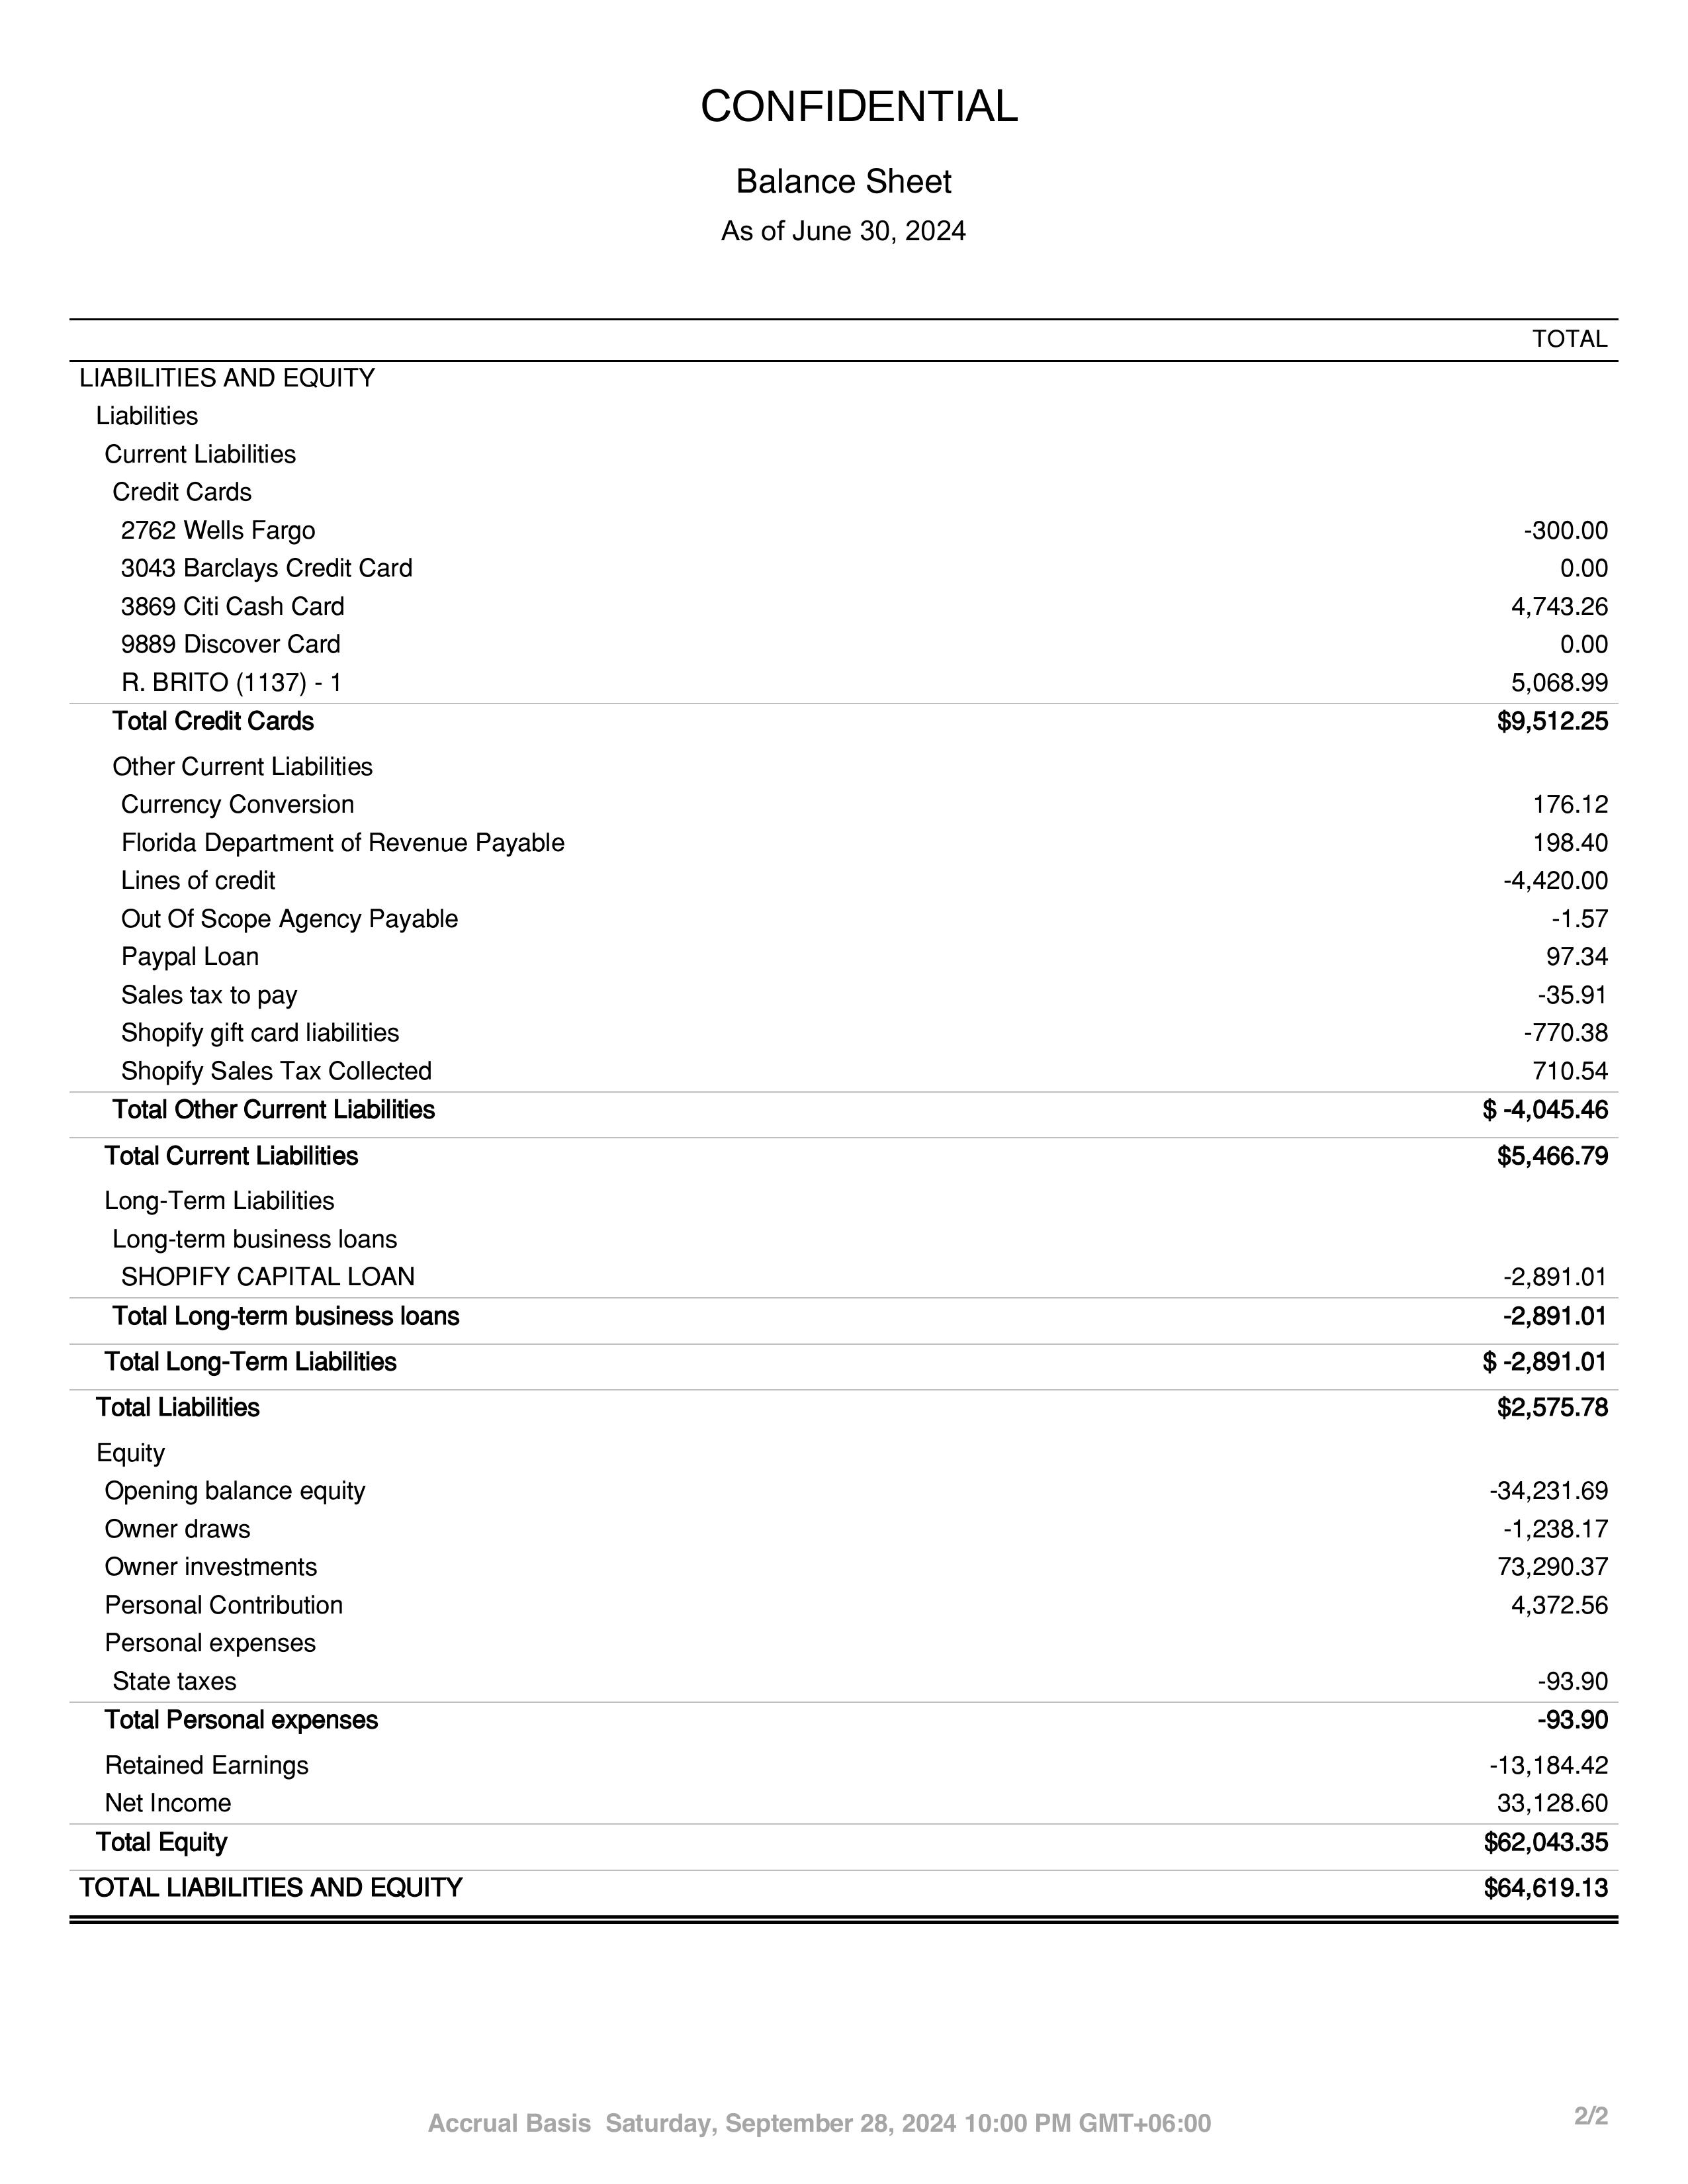 CONFIDENTIAL
Balance Sheet
As of June 30, 2024
TOTAL
LIABILITIES AND EQUITY
Liabilities
Current Liabilities
Credit Cards
2762 Wells Fargo -300.00
3043 Barclays Credit Card 0.00
3869 Citi Cash Card 4,743.26
9889 Discover Card 0.00
R. BRITO (1137) - 1 5,068.99
Total Credit Cards $9,512.25
Other Current Liabilities
Currency Conversion 176.12
Florida Department of Revenue Payable 198.40
Lines of credit -4,420.00
Out Of Scope Agency Payable -1.57
Paypal Loan 97.34
Sales tax to pay -35.91
Shopify gift card liabilities -770.38
Shopify Sales Tax Collected 710.54
Total Other Current Liabilities $ -4,045.46
Total Current Liabilities $5,466.79
Long-Term Liabilities
Long-term business loans
SHOPIFY CAPITAL LOAN -2,891.01
Total Long-term business loans -2,891.01
Total Long-Term Liabilities $ -2,891.01
Total Liabilities $2,575.78
Equity
Opening balance equity -34,231.69
Owner draws -1,238.17
Owner investments 73,290.37
Personal Contribution 4,372.56
Personal expenses
State taxes -93.90
Total Personal expenses -93.90
Retained Earnings -13,184.42
Net Income 33,128.60
Total Equity $62,043.35
TOTAL LIABILITIES AND EQUITY $64,619.13
Accrual Basis Saturday, September 28, 2024 10:00 PM GMT+06:00 2/2